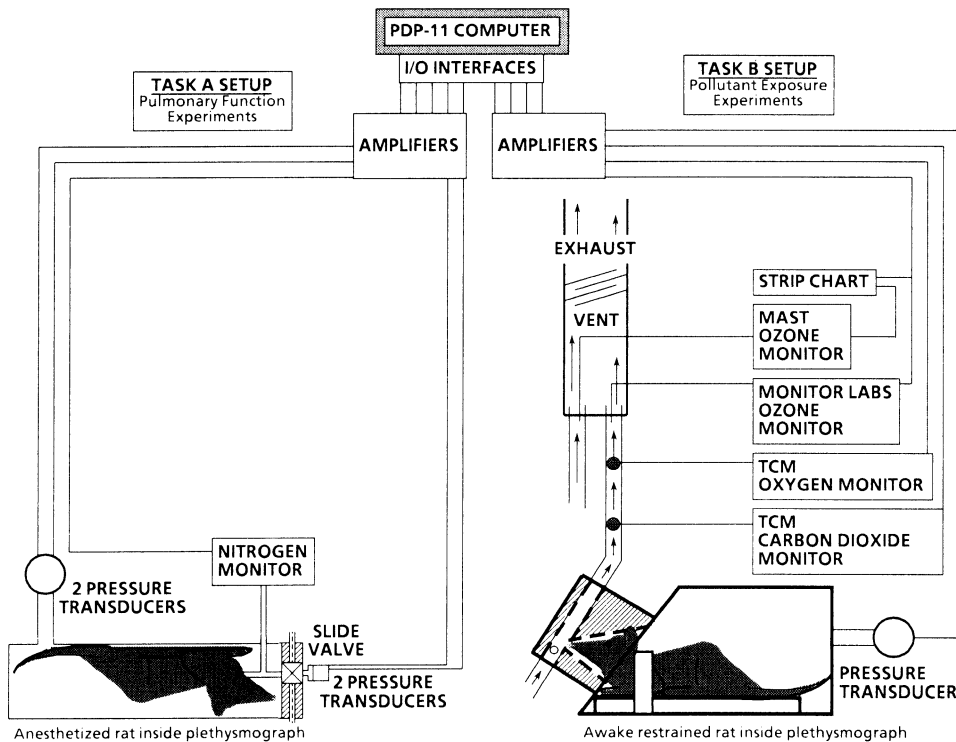 PDP-11 COMPUTER
I/O INTERFACES
TASK A SETUP
Pulmonary Function
Experiments
TASK B SETUP
Pollutant Exposure
Experiments
AMPLIFIERS
AMPLIFIERS
EXHAUST
VENT
STRIP CHART
MAST
OZONE
MONITOR
MONITOR LABS
OZONE
MONITOR
TCM
OXYGEN MONITOR
TCM
CARBON DIOXIDE
MONITOR
NITROGEN
MONITOR
2 PRESSURE
TRANSDUCERS
SLIDE
VALVE
2 PRESSURE
TRANSDUCERS
PRESSURE
TRANSDUCER
Anesthetized rat inside plethysmograph
Awake restrained rat inside plethysmograph